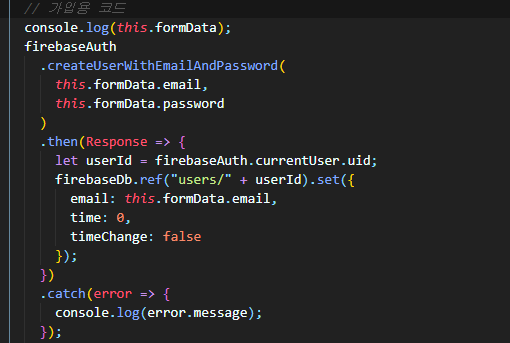 // 가입용 코드
console.log(this.formData);
firebaseAuth
.createUserWithEmailAndPassword(
this.formData.email,
this.formData.password
)
.then(Response => {
let userId = firebaseAuth.currentUser.uid;
firebaseDb.ref("users/" + userId).set({
email: this.formData.email,
time: 0,
timeChange: false
});
})
.catch(error => {
console.log(error.message);
});